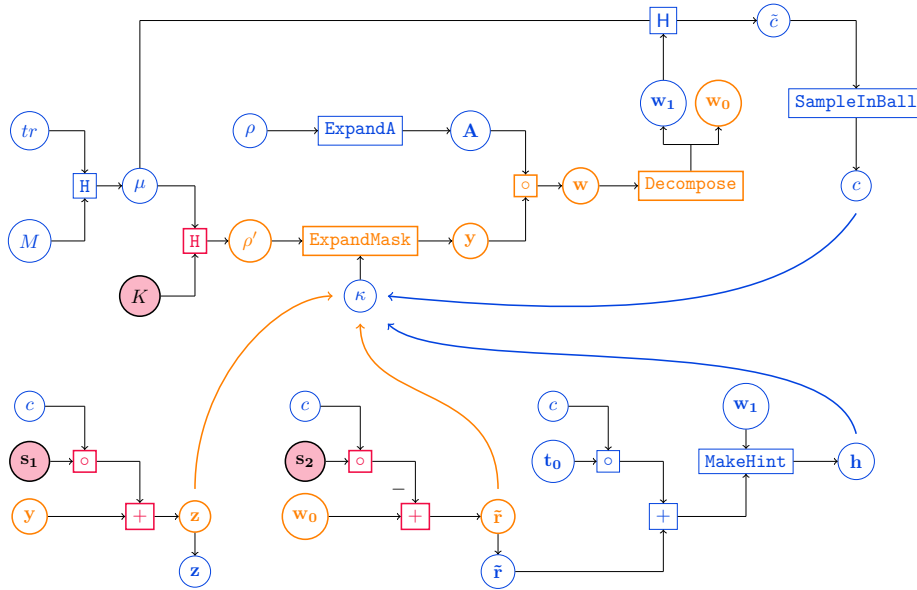 H
c̃
w₁
w₀
SampleInBall
tr
ρ
ExpandA
A
H
μ
∘
w
Decompose
c
M
H
ρ′
ExpandMask
y
K
κ
c
c
c
w₁
s₁
∘
s₂
∘
t₀
∘
MakeHint
h
−
y
+
z
w₀
+
r̃
+
z
r̃